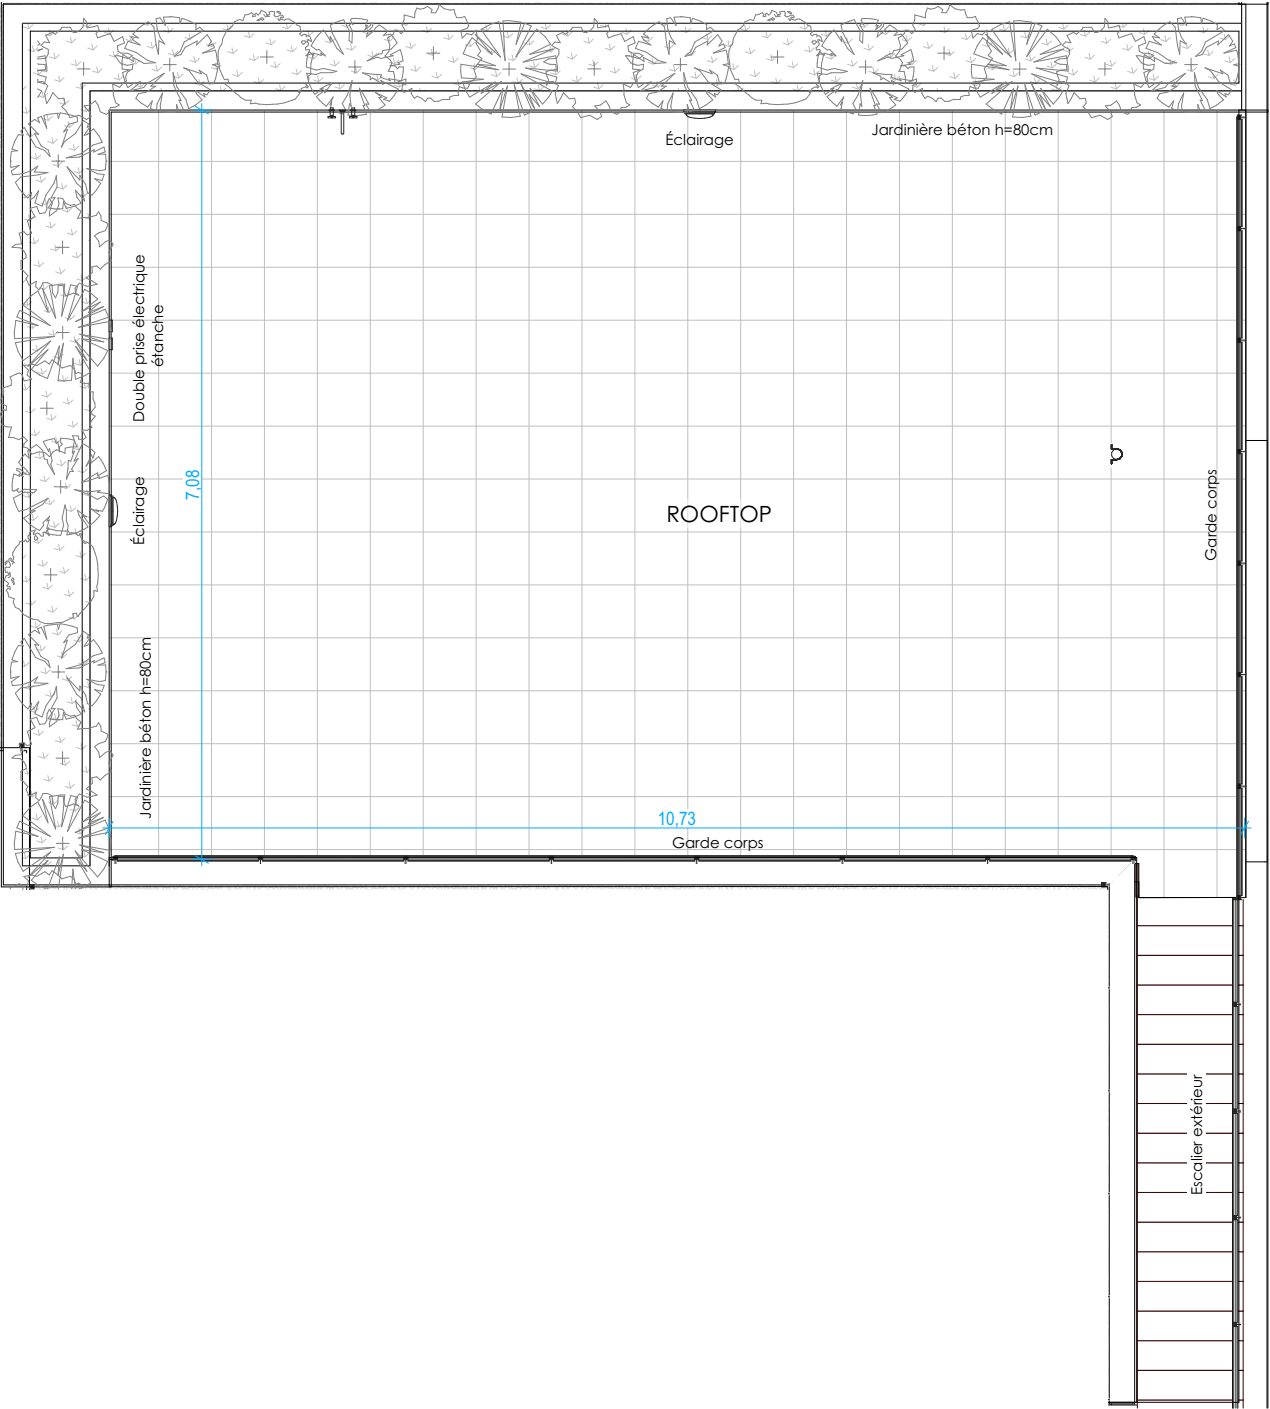 Éclairage
Jardinière béton h=80cm
Double prise électrique
étanche
7,08
Éclairage
ROOFTOP
Garde corps
Jardinière béton h=80cm
10,73
Garde corps
Escalier extérieur